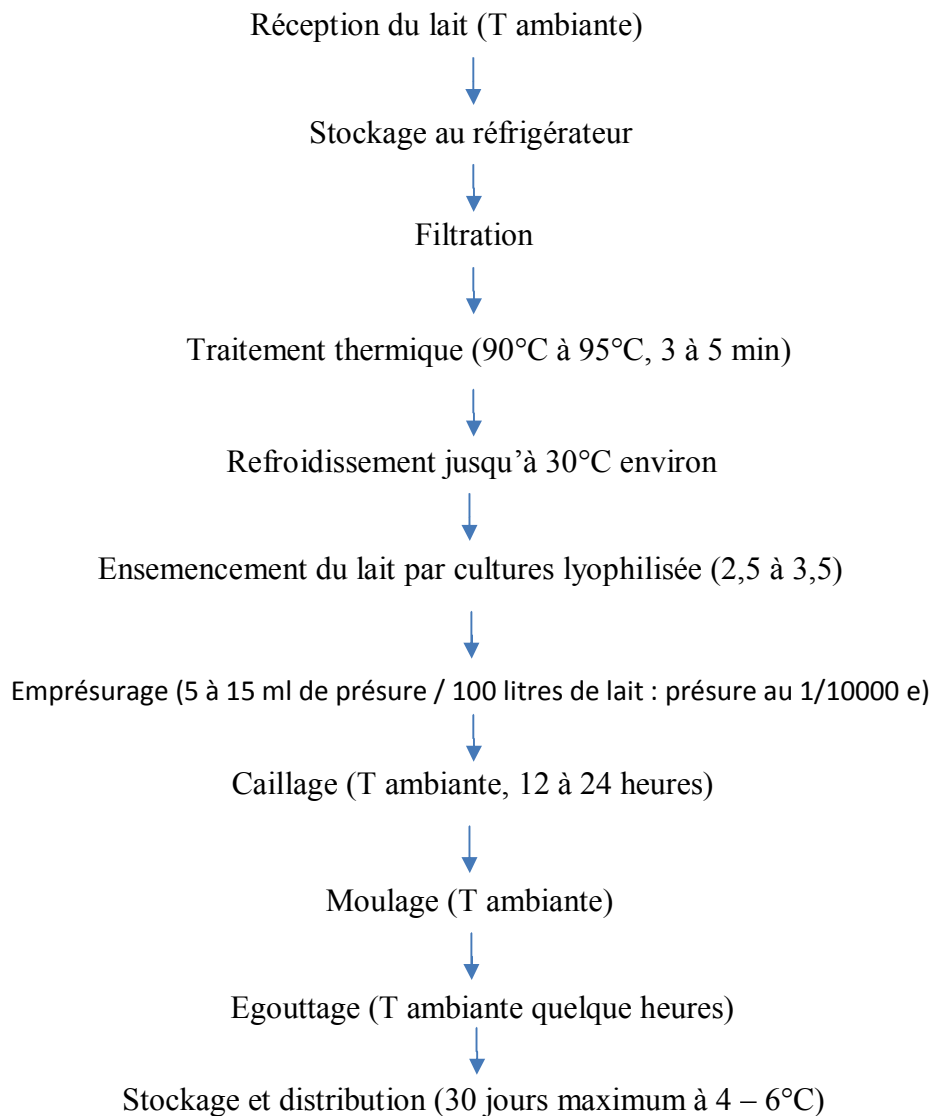 Réception du lait (T ambiante)
Stockage au réfrigérateur
Filtration
Traitement thermique (90°C à 95°C, 3 à 5 min)
Refroidissement jusqu’à 30°C environ
Ensemencement du lait par cultures lyophilisée (2,5 à 3,5)
Emprésurage (5 à 15 ml de présure / 100 litres de lait : présure au 1/10000 e)
Caillage (T ambiante, 12 à 24 heures)
Moulage (T ambiante)
Egouttage (T ambiante quelque heures)
Stockage et distribution (30 jours maximum à 4 – 6°C)